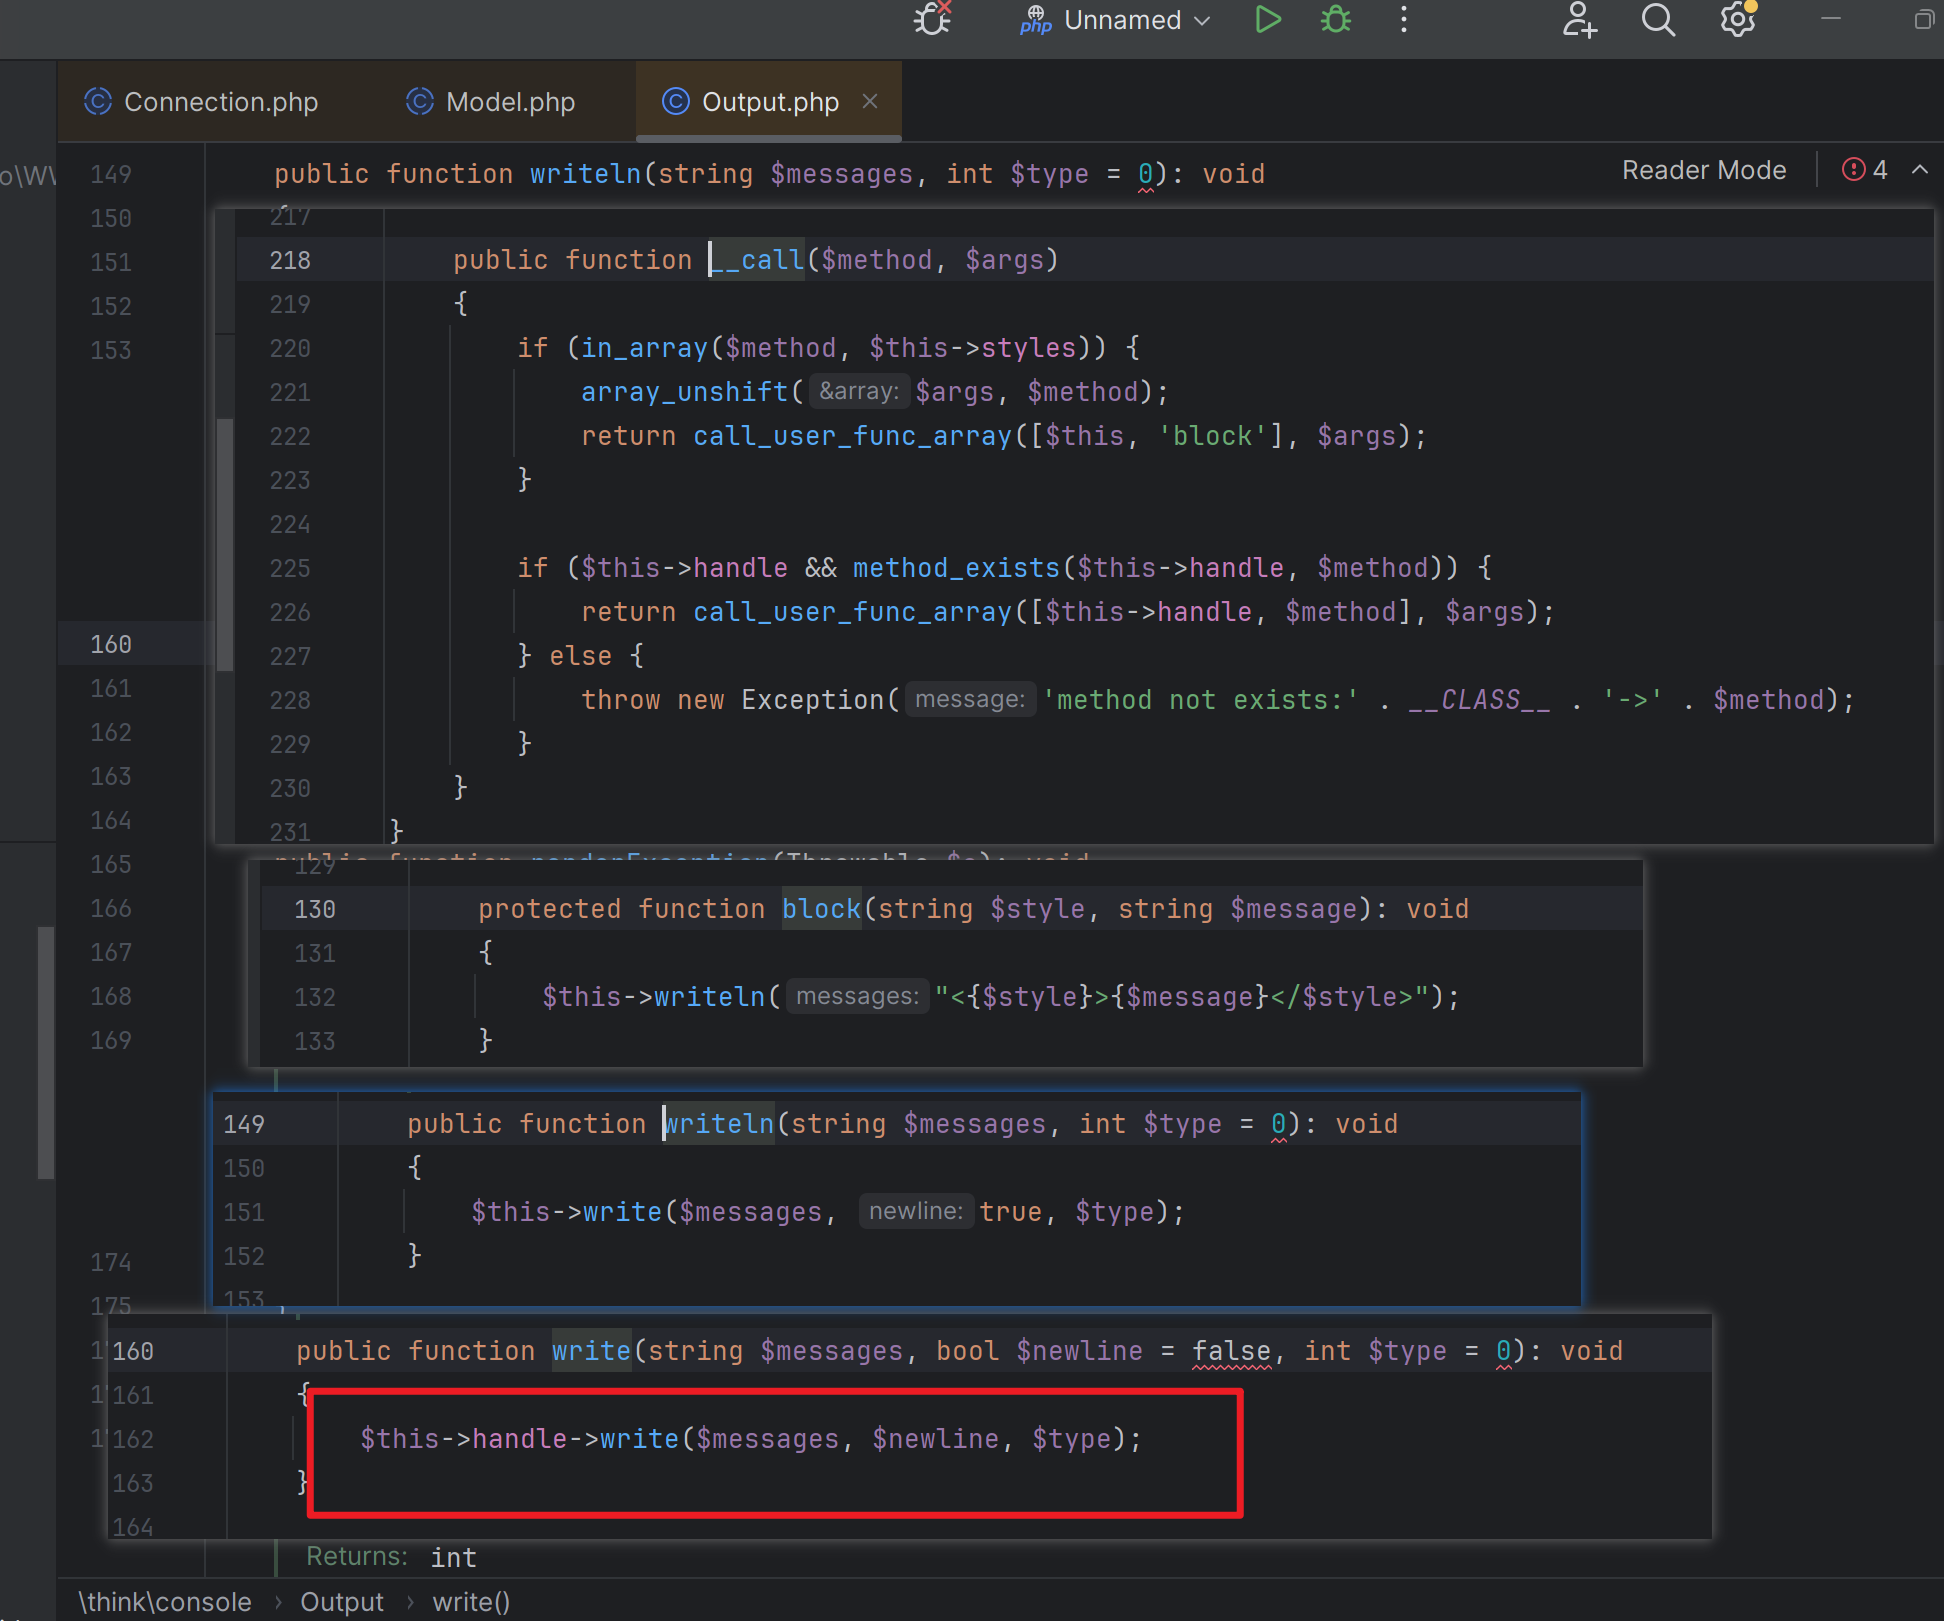 php Unnamed
Connection.php Model.php Output.php
149 public function writeln(string $messages, int $type = 0): void Reader Mode 4
150
151
152
153
160
161
162
163
164
165
166
167
168
169
174
175
217
218 public function __call($method, $args)
219 {
220 if (in_array($method, $this->styles)) {
221 array_unshift( &array: $args, $method);
222 return call_user_func_array([$this, 'block'], $args);
223 }
224
225 if ($this->handle && method_exists($this->handle, $method)) {
226 return call_user_func_array([$this->handle, $method], $args);
227 } else {
228 throw new Exception( message: 'method not exists:' . __CLASS__ . '->' . $method);
229 }
230 }
231 }
public function renderException(Throwable $e): void
129
130 protected function block(string $style, string $message): void
131 {
132 $this->writeln( messages: "<{$style}>{$message}</$style>");
133 }
149 public function writeln(string $messages, int $type = 0): void
150 {
151 $this->write($messages, newline: true, $type);
152 }
153
160 public function write(string $messages, bool $newline = false, int $type = 0): void
161 {
162 $this->handle->write($messages, $newline, $type);
163 }
164
Returns: int
\think\console › Output › write()